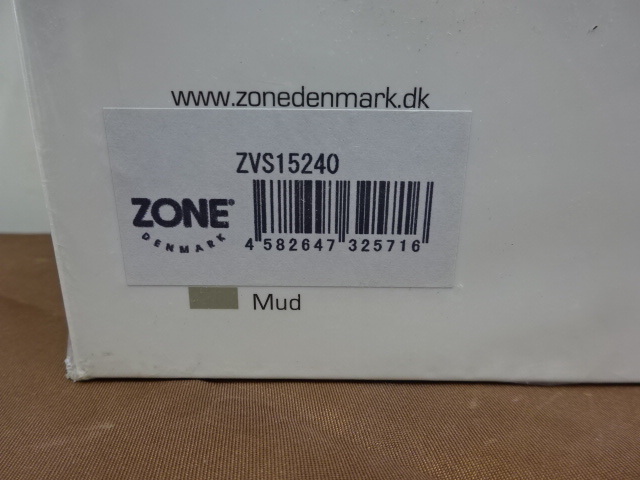 www.zonedenmark.dk
ZVS15240
ZONE®
DENMARK
4 582647 325716
Mud